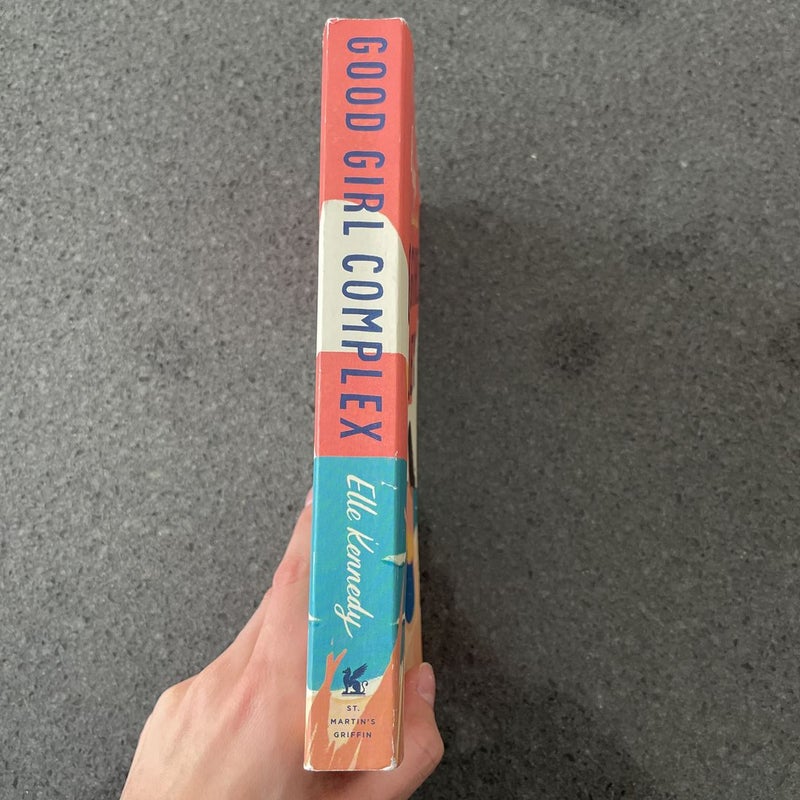 GOOD GIRL COMPLEX
Elle Kennedy
ST.
MARTIN'S
GRIFFIN